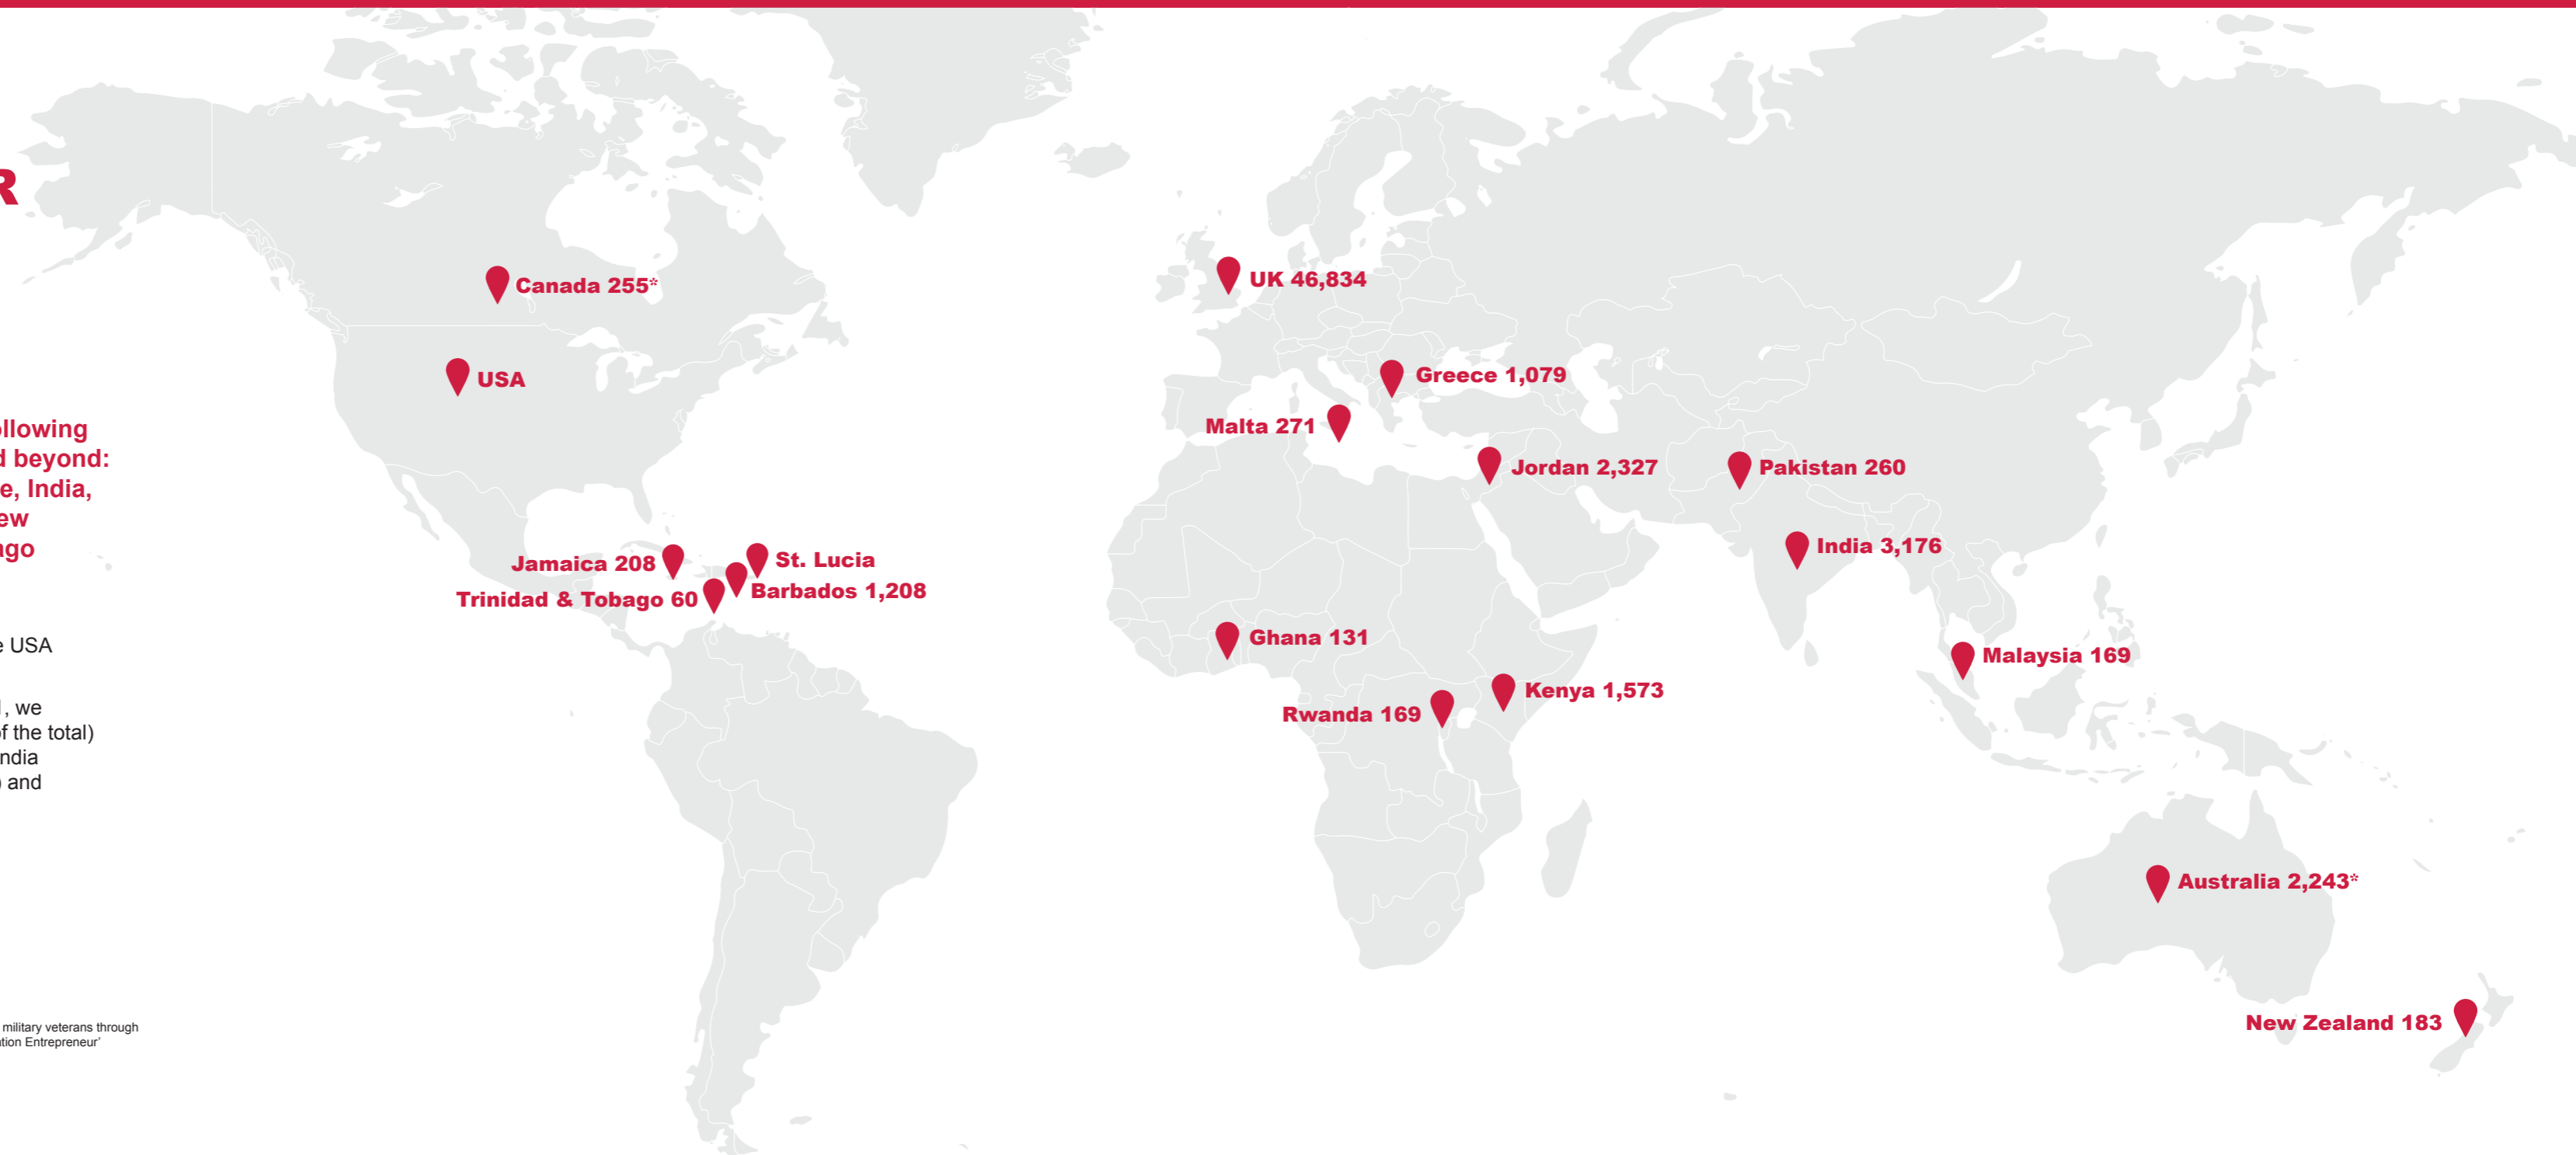 R
ollowing
d beyond:
e, India,
ew
ago
e USA
l, we
of the total)
ndia
) and
military veterans through
tion Entrepreneur’
Canada 255*
USA
Jamaica 208
St. Lucia
Barbados 1,208
Trinidad & Tobago 60
UK 46,834
Greece 1,079
Malta 271
Jordan 2,327
Pakistan 260
India 3,176
Ghana 131
Kenya 1,573
Rwanda 169
Malaysia 169
Australia 2,243*
New Zealand 183